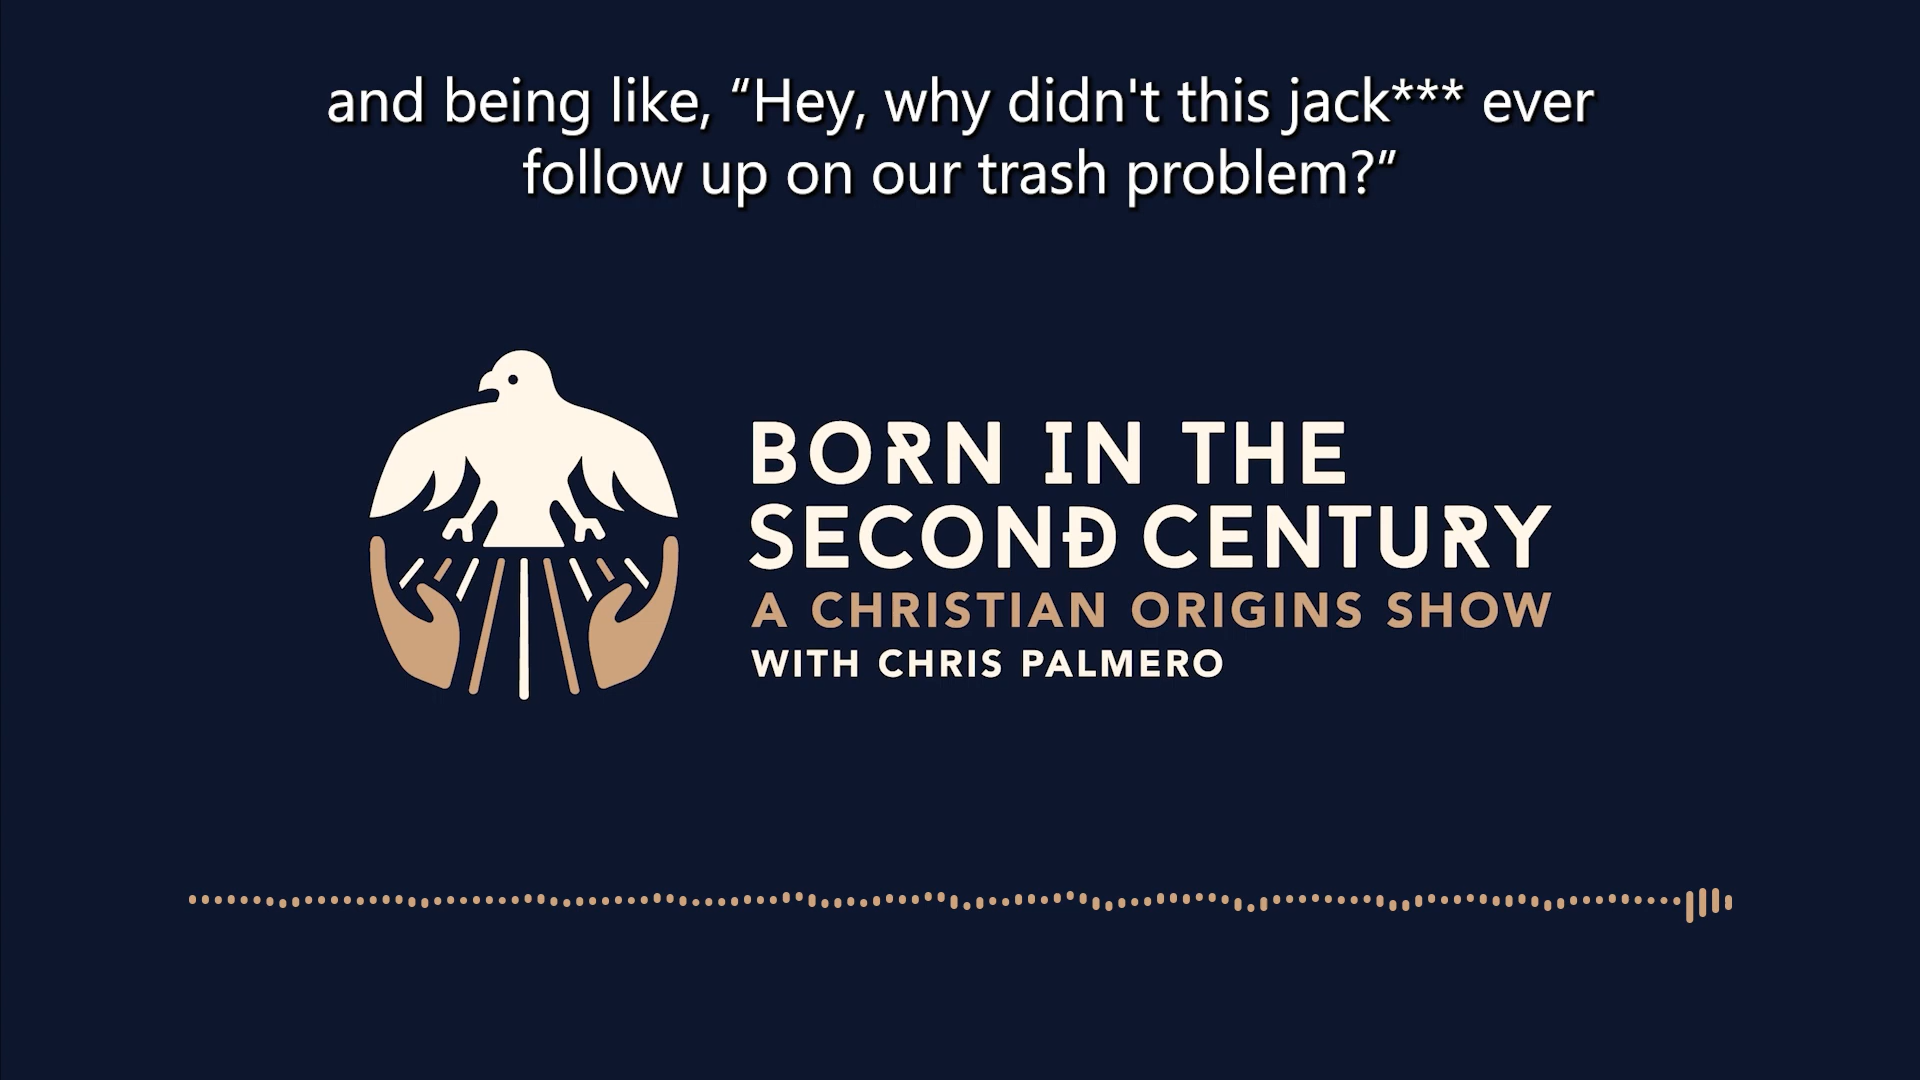 and being like, “Hey, why didn't this jack*** ever
follow up on our trash problem?”
BORN IN THE
SECOND CENTURY
A CHRISTIAN ORIGINS SHOW
WITH CHRIS PALMERO